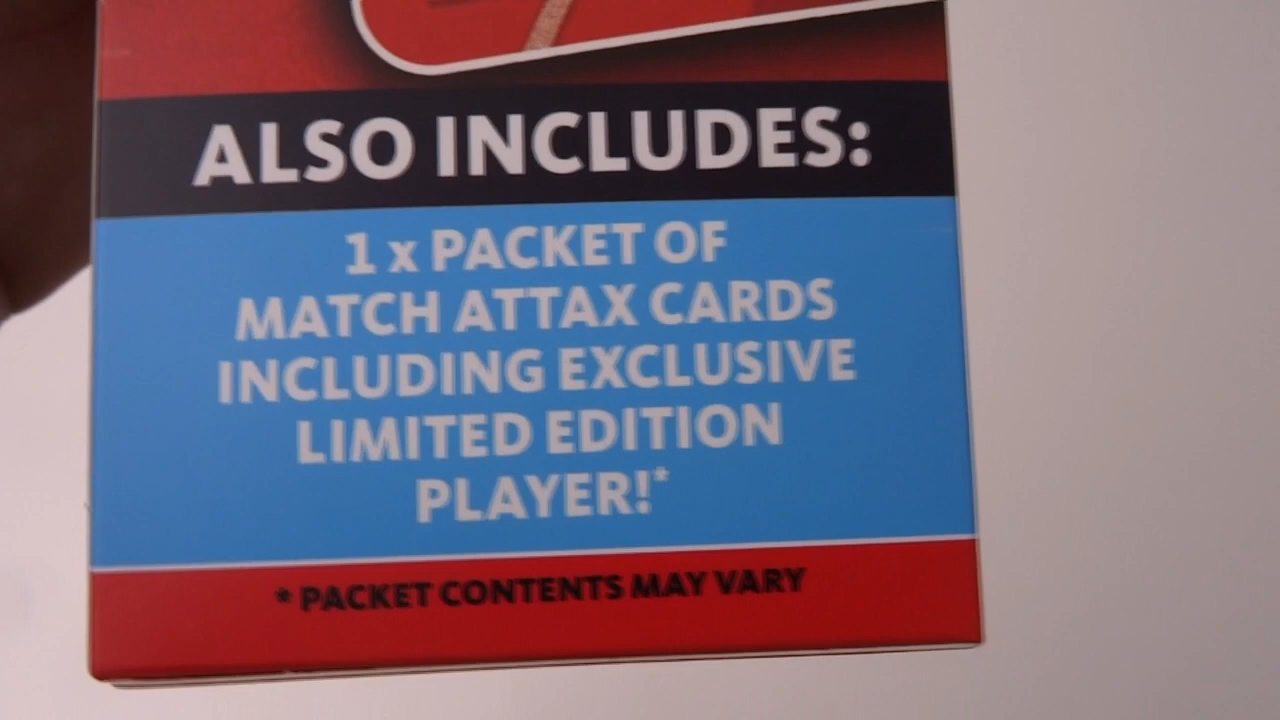 ALSO INCLUDES:
1 x PACKET OF
MATCH ATTAX CARDS
INCLUDING EXCLUSIVE
LIMITED EDITION
PLAYER!*
* PACKET CONTENTS MAY VARY